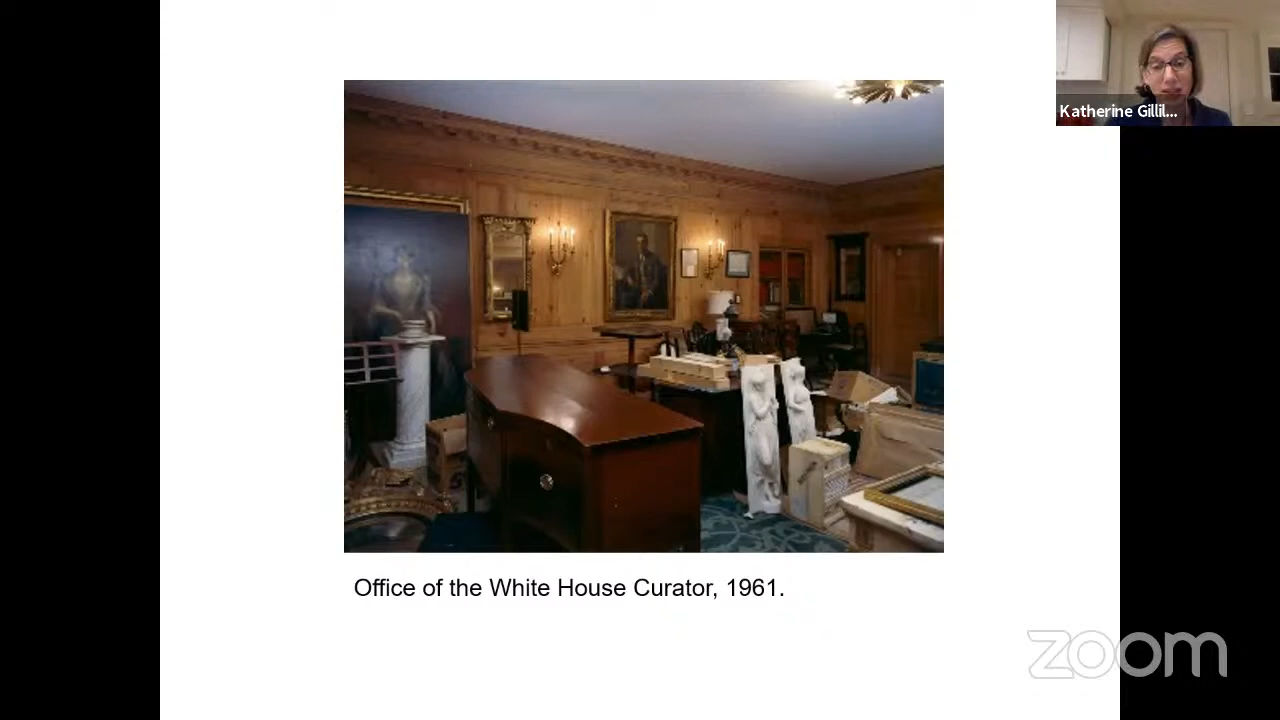 Katherine Gillil...
Office of the White House Curator, 1961.
zoom